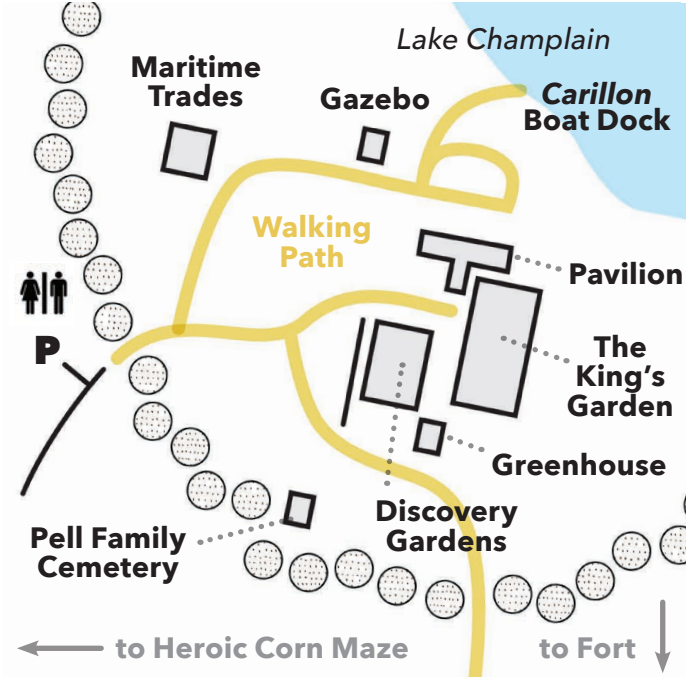 Lake Champlain
Maritime
Trades
Gazebo
Carillon
Boat Dock
Walking
Path
Pavilion
P
The
King's
Garden
Greenhouse
Discovery
Gardens
Pell Family
Cemetery
to Heroic Corn Maze
to Fort